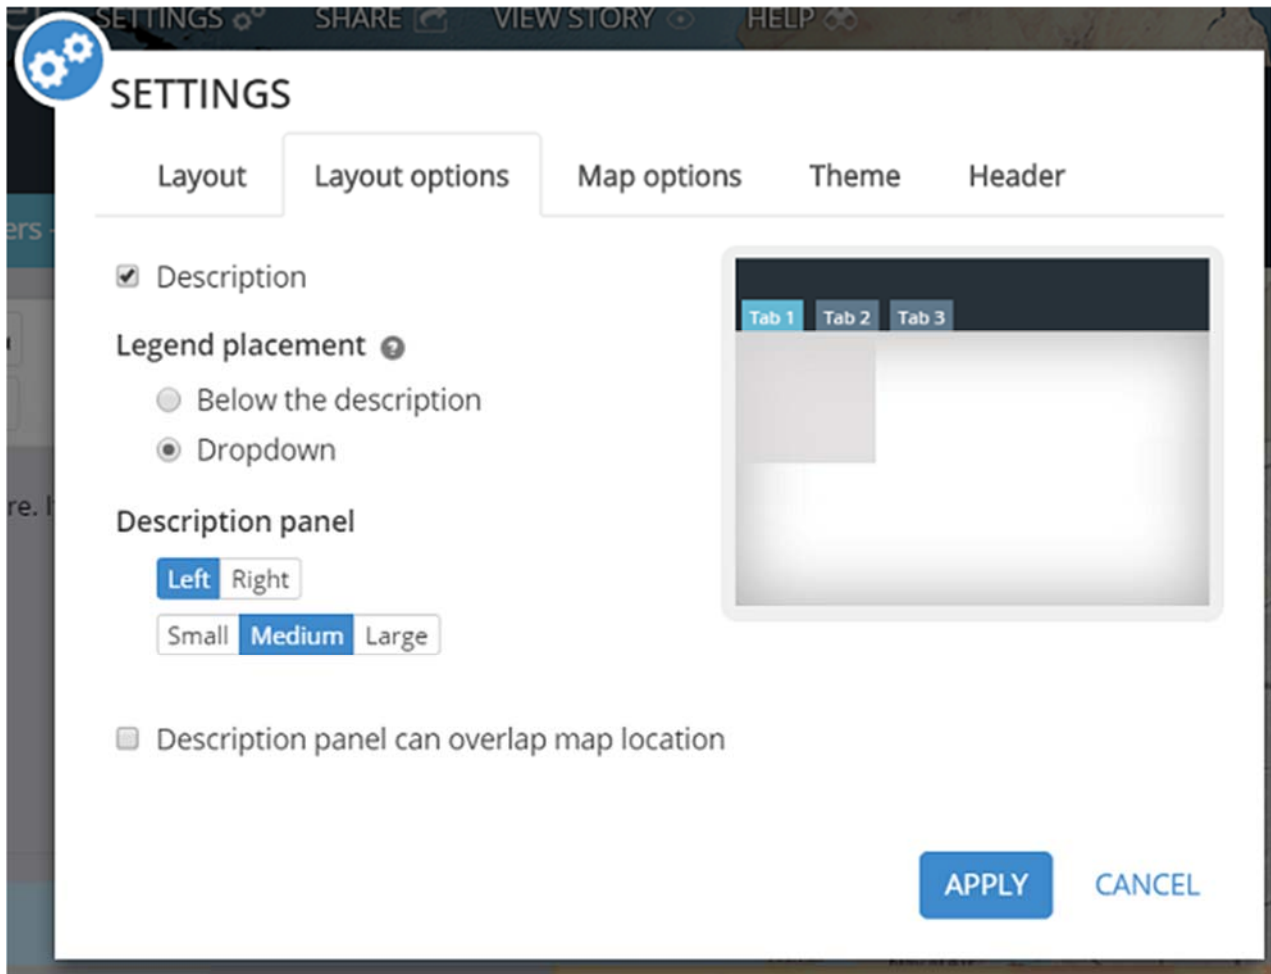 SETTINGS SHARE VIEW STORY HELP
SETTINGS
Layout Layout options Map options Theme Header
ers -
Description
Tab 1 Tab 2 Tab 3
Legend placement ?
Below the description
Dropdown
re. I
Description panel
Left Right
Small Medium Large
Description panel can overlap map location
APPLY CANCEL